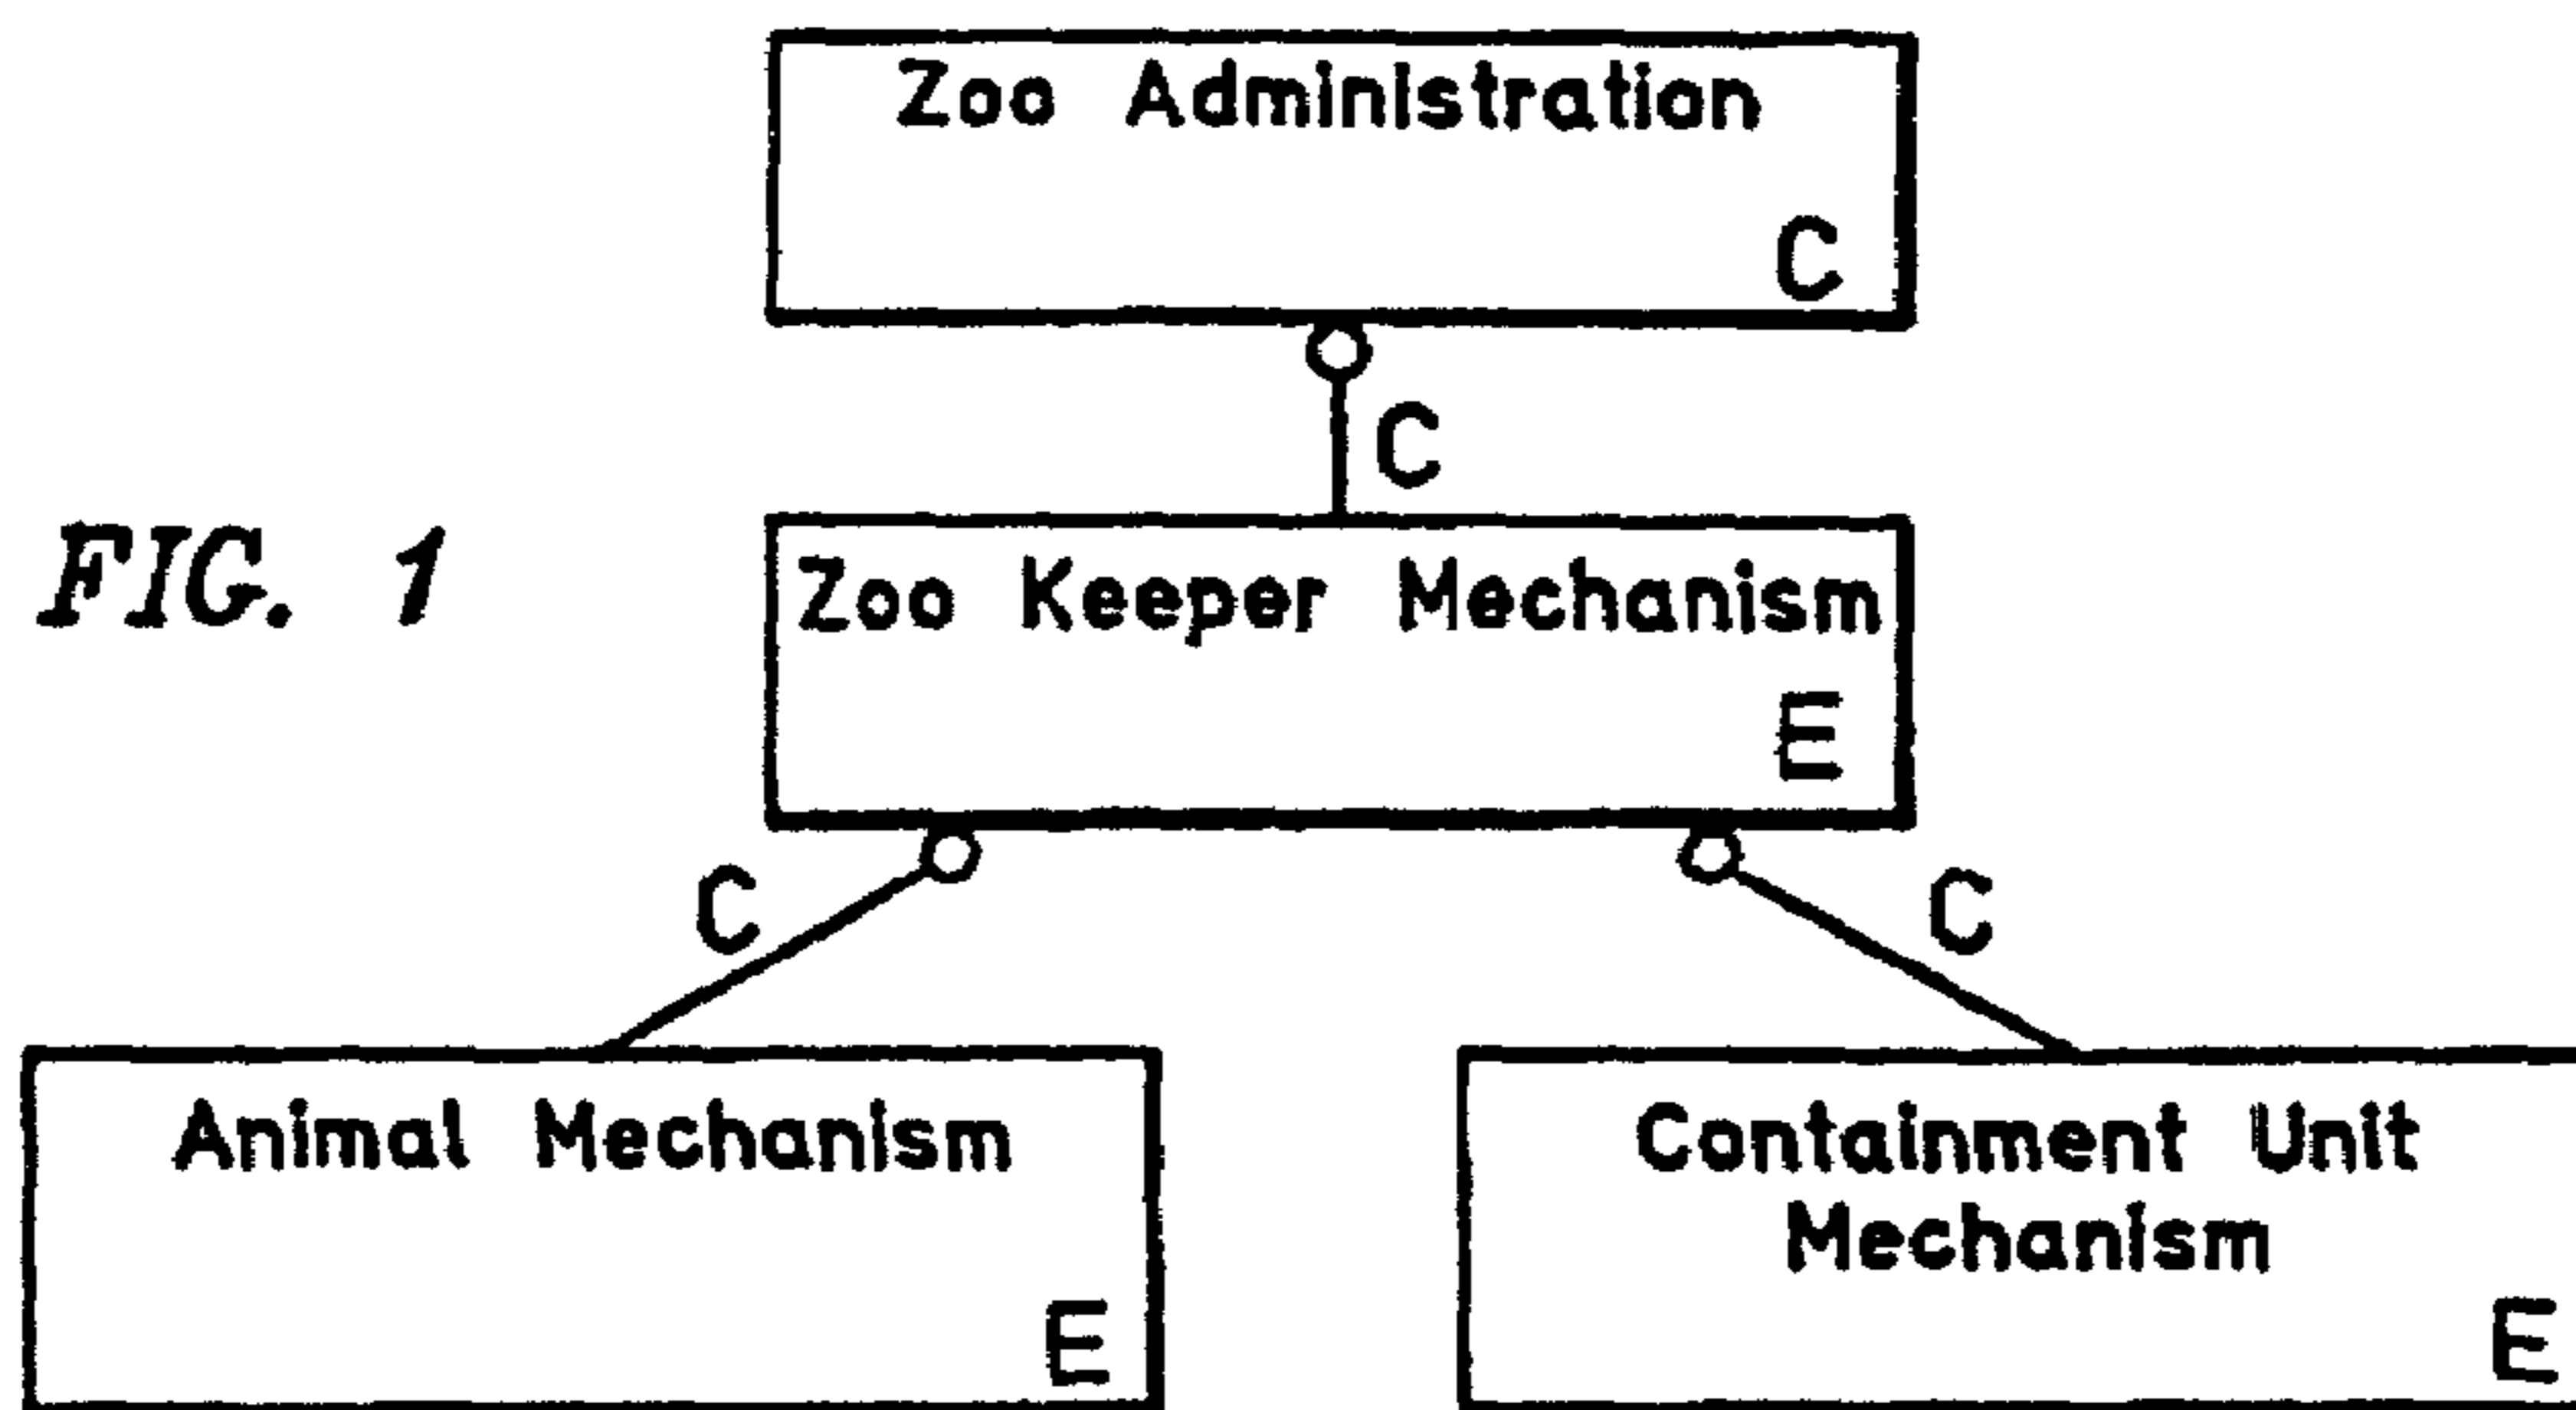 Zoo Administration
C
C
FIG. 1
Zoo Keeper Mechanism
E
C
C
Animal Mechanism
E
Containment Unit
Mechanism
E